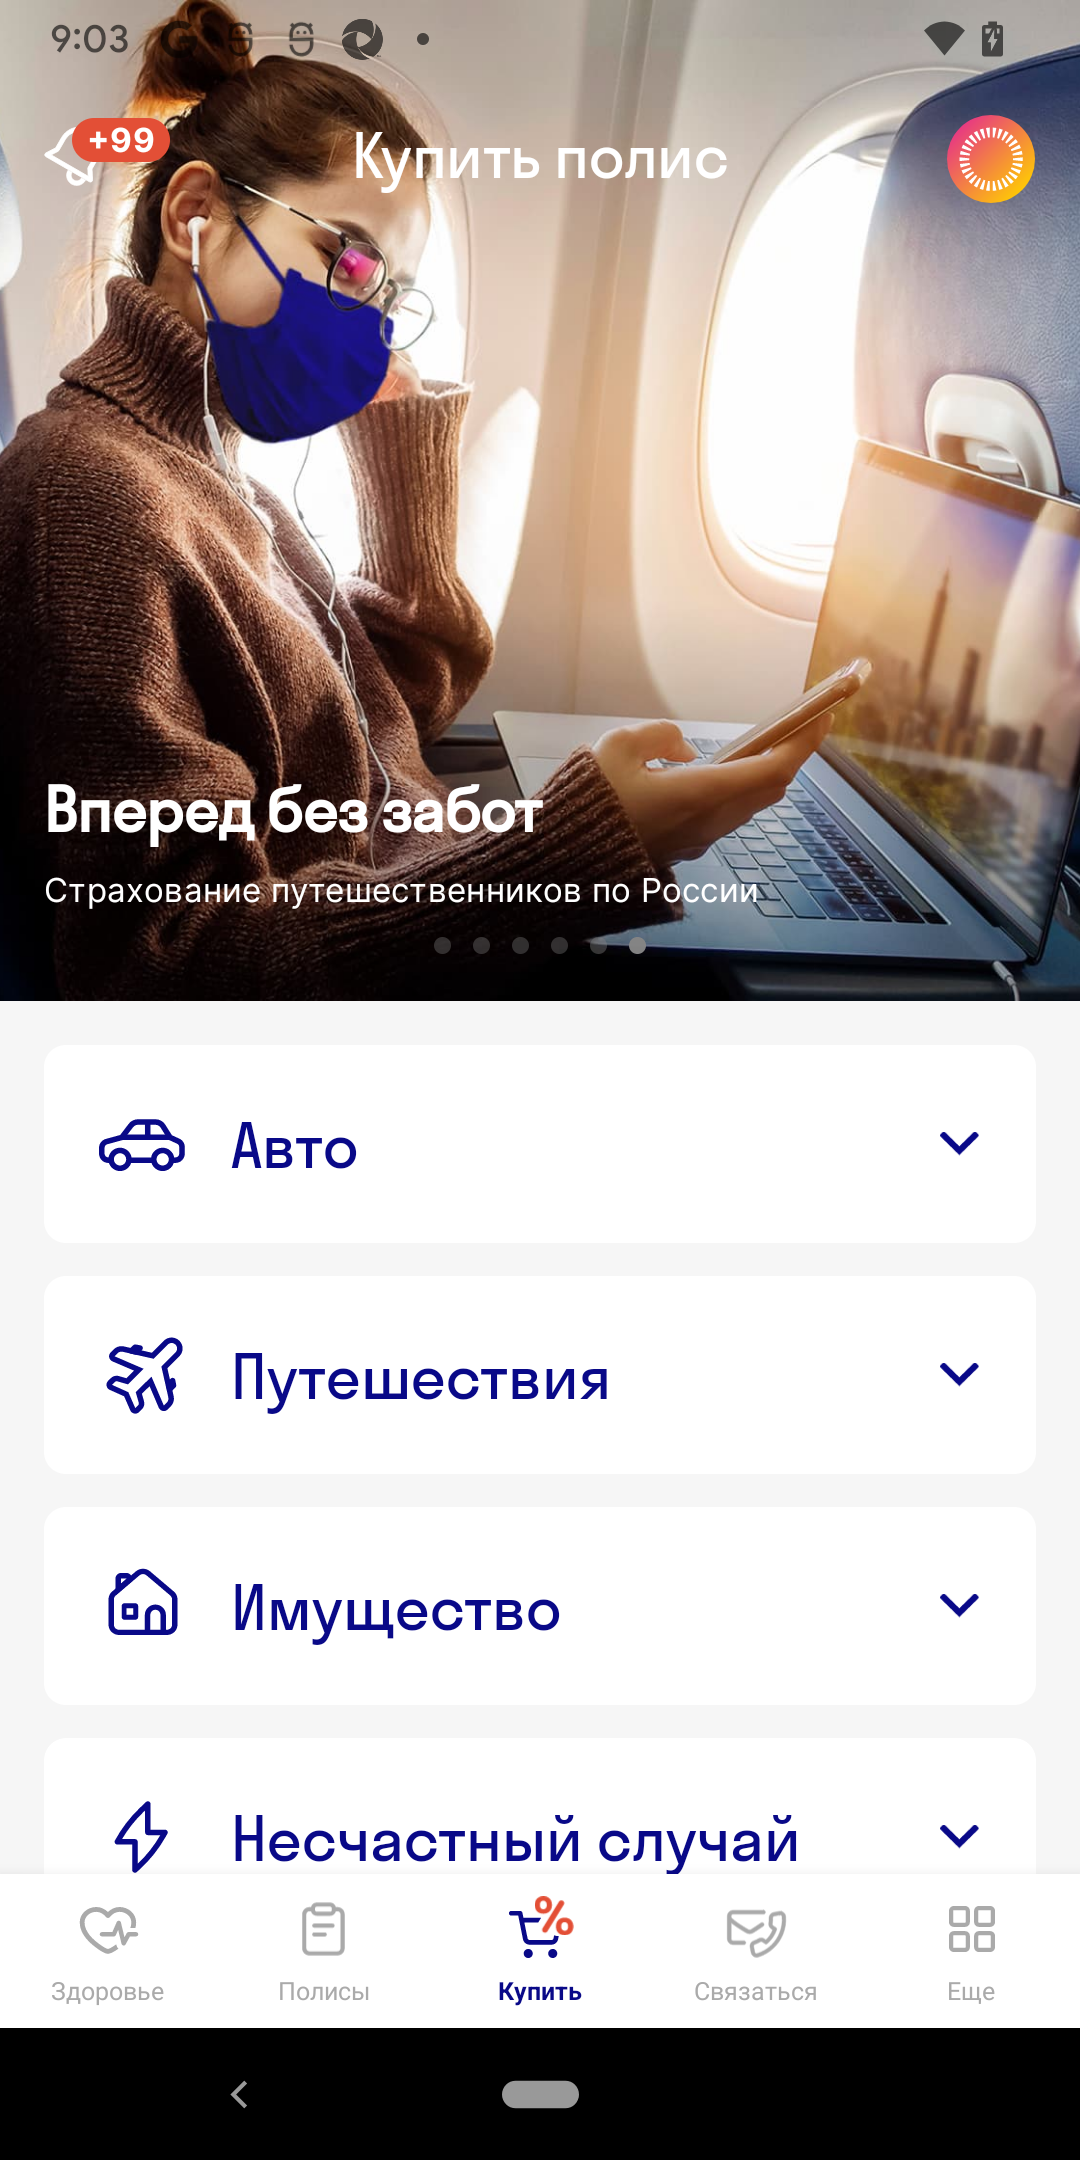 9:03
+99
Купить полис
Вперед без забот
Страхование путешественников по России
Авто
Путешествия
Имущество
Несчастный случай
%
Здоровье
Полисы
Купить
Связаться
Еще